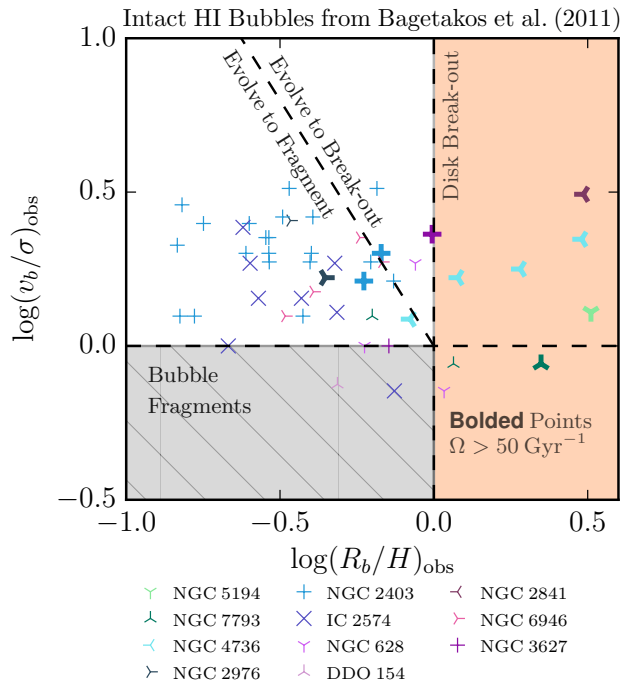 Intact HI Bubbles from Bagetakos et al. (2011)
1.0
0.5
0.0
−0.5
log(v_b/σ)_obs
Evolve to Break-out
Evolve to Fragment
Disk Break-out
Bubble
Fragments
Bolded Points
Ω > 50 Gyr⁻¹
−1.0 −0.5 0.0 0.5
log(R_b/H)_obs
NGC 5194 NGC 2403 NGC 2841
NGC 7793 IC 2574 NGC 6946
NGC 4736 NGC 628 NGC 3627
NGC 2976 DDO 154